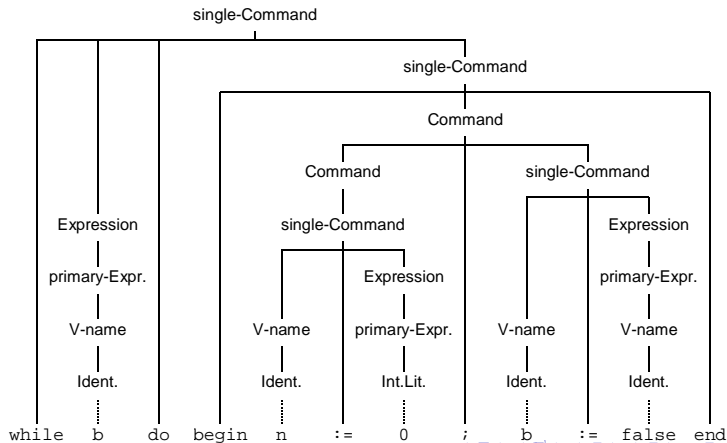 single-Command
single-Command
Command
Command single-Command
Expression single-Command Expression
primary-Expr. Expression primary-Expr.
V-name V-name primary-Expr. V-name V-name
Ident. Ident. Int.Lit. Ident. Ident.
while b do begin n := 0 ; b := false end